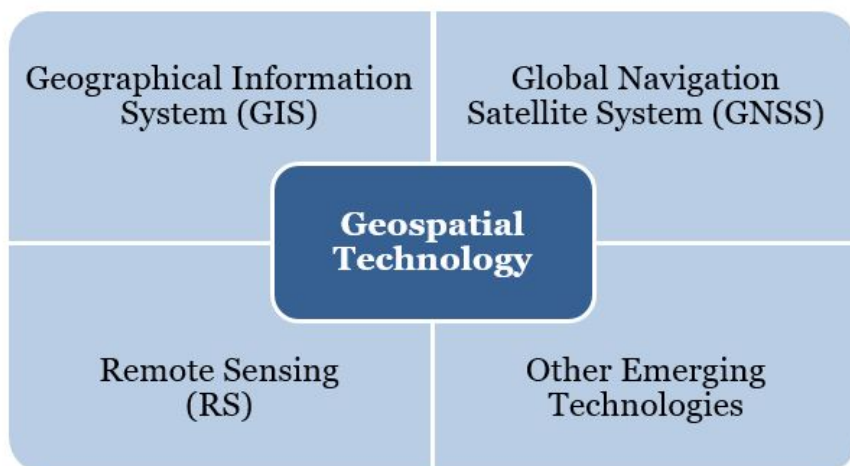 Geographical Information
System (GIS)
Global Navigation
Satellite System (GNSS)
Geospatial
Technology
Remote Sensing
(RS)
Other Emerging
Technologies